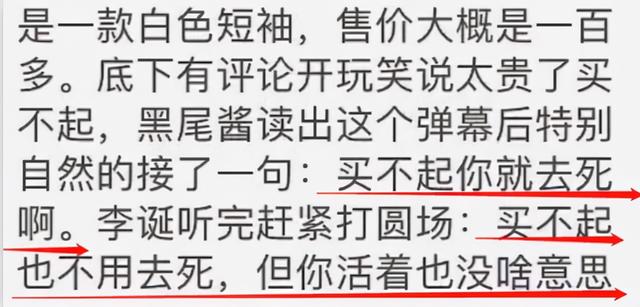 是一款白色短袖，售价大概是一百
多。底下有评论开玩笑说太贵了买
不起，黑尾酱读出这个弹幕后特别
自然的接了一句：买不起你就去死
啊。李诞听完赶紧打圆场：买不起
也不用去死，但你活着也没啥意思